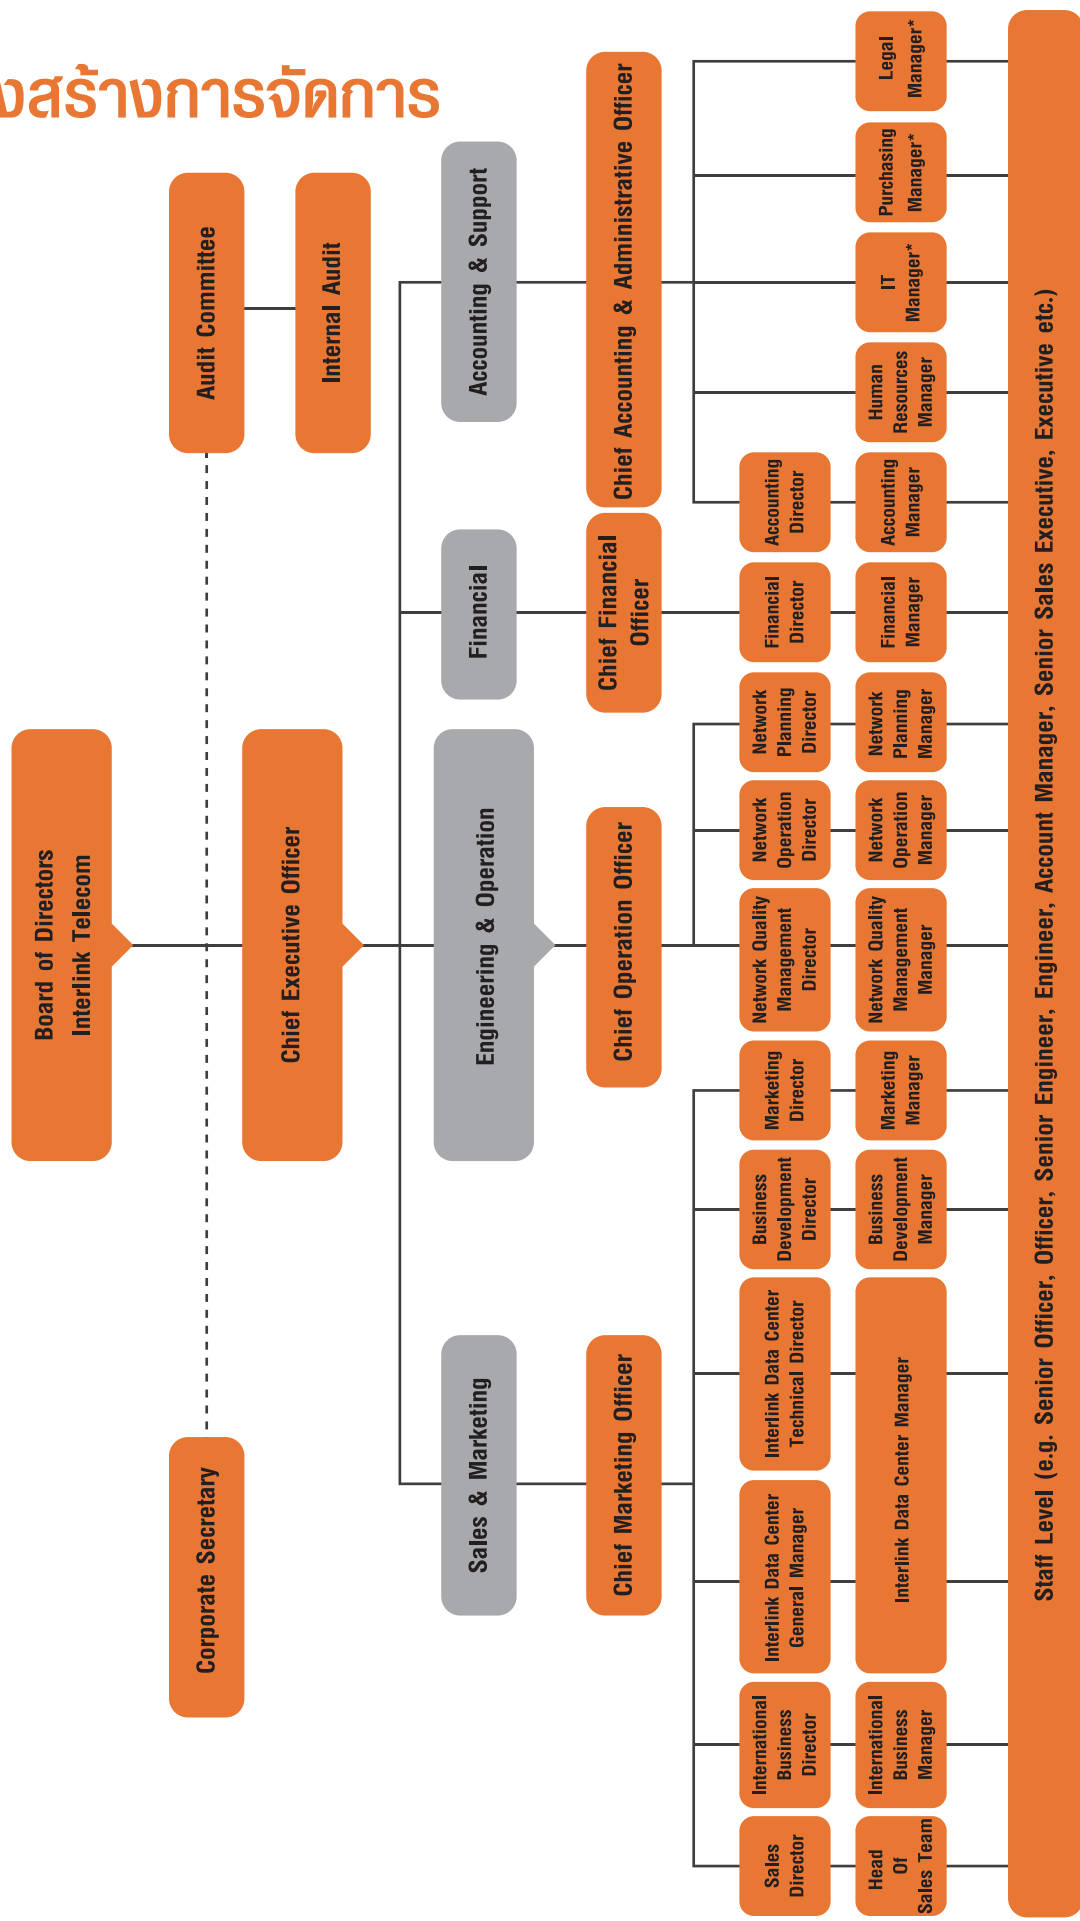 งสร้างการจัดการ
Board of Directors
Interlink Telecom
Corporate Secretary
Audit Committee
Chief Executive Officer
Internal Audit
Sales & Marketing
Engineering & Operation
Financial
Accounting & Support
Chief Marketing Officer
Chief Operation Officer
Chief Financial
Officer
Chief Accounting & Administrative Officer
Sales
Director
International
Business
Director
Interlink Data Center
General Manager
Interlink Data Center
Technical Director
Business
Development
Director
Marketing
Director
Network Quality
Management
Director
Network
Operation
Director
Network
Planning
Director
Financial
Director
Accounting
Director
Head
Of
Sales Team
International
Business
Manager
Interlink Data Center Manager
Business
Development
Manager
Marketing
Manager
Network Quality
Management
Manager
Network
Operation
Manager
Network
Planning
Manager
Financial
Manager
Accounting
Manager
Human
Resources
Manager
IT
Manager*
Purchasing
Manager*
Legal
Manager*
Staff Level (e.g. Senior Officer, Officer, Senior Engineer, Engineer, Account Manager, Senior Sales Executive, Executive etc.)